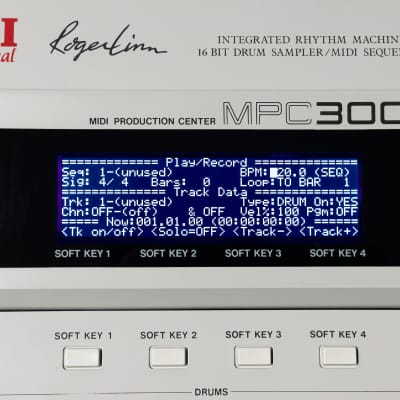 I
nal
Roger Linn
INTEGRATED RHYTHM MACHIN
16 BIT DRUM SAMPLER/MIDI SEQUE
MIDI PRODUCTION CENTER MPC300
====== Play/Record ======
Seq: 1-(unused) BPM:█20.0 (SEQ)
Sig: 4/ 4 Bars: 0 Loop:TO BAR 1
====== Track Data ======
Trk: 1-(unused) Type:DRUM On:YES
Chn:OFF-(off) & OFF Vel%:100 Pgm:OFF
===== Now:001.01.00 (00:00:00:00) =====
<Tk on/off> <Solo=OFF> <Track-> <Track+>
SOFT KEY 1 SOFT KEY 2 SOFT KEY 3 SOFT KEY 4
SOFT KEY 1 SOFT KEY 2 SOFT KEY 3 SOFT KEY 4
DRUMS